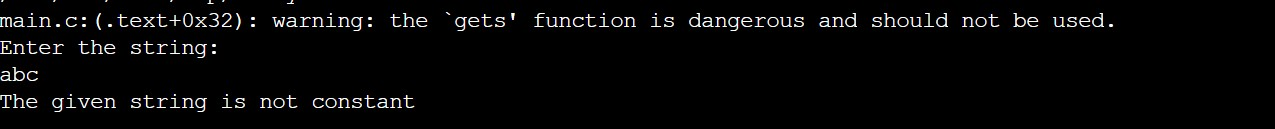 main.c:(.text+0x32): warning: the `gets' function is dangerous and should not be used.
Enter the string:
abc
The given string is not constant